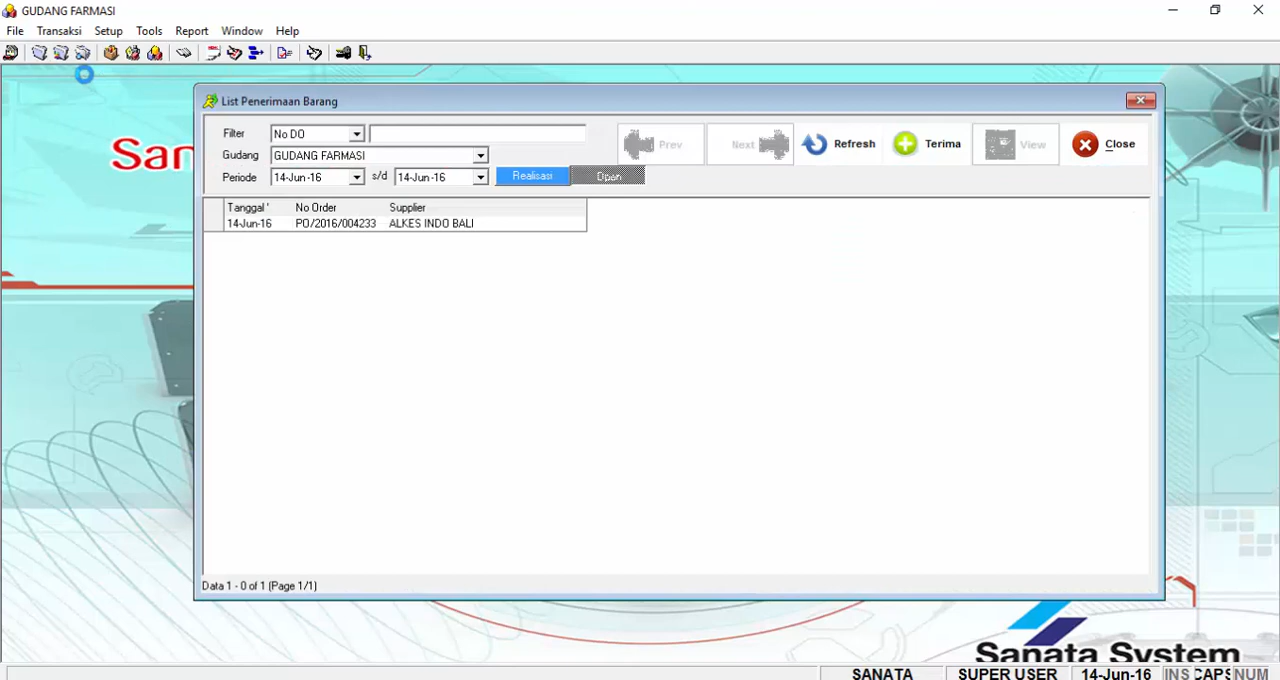 GUDANG FARMASI
File Transaksi Setup Tools Report Window Help
San
List Penerimaan Barang
Filter No DO
Prev Next Refresh Terima View Close
Gudang GUDANG FARMASI
Periode 14-Jun-16 s/d 14-Jun-16 Realisasi Open
Tanggal ' No Order Supplier
14-Jun-16 PO/2016/004233 ALKES INDO BALI
Data 1 - 0 of 1 (Page 1/1)
Sanata System
SANATA SUPER USER 14-Jun-16 INS CAPS NUM